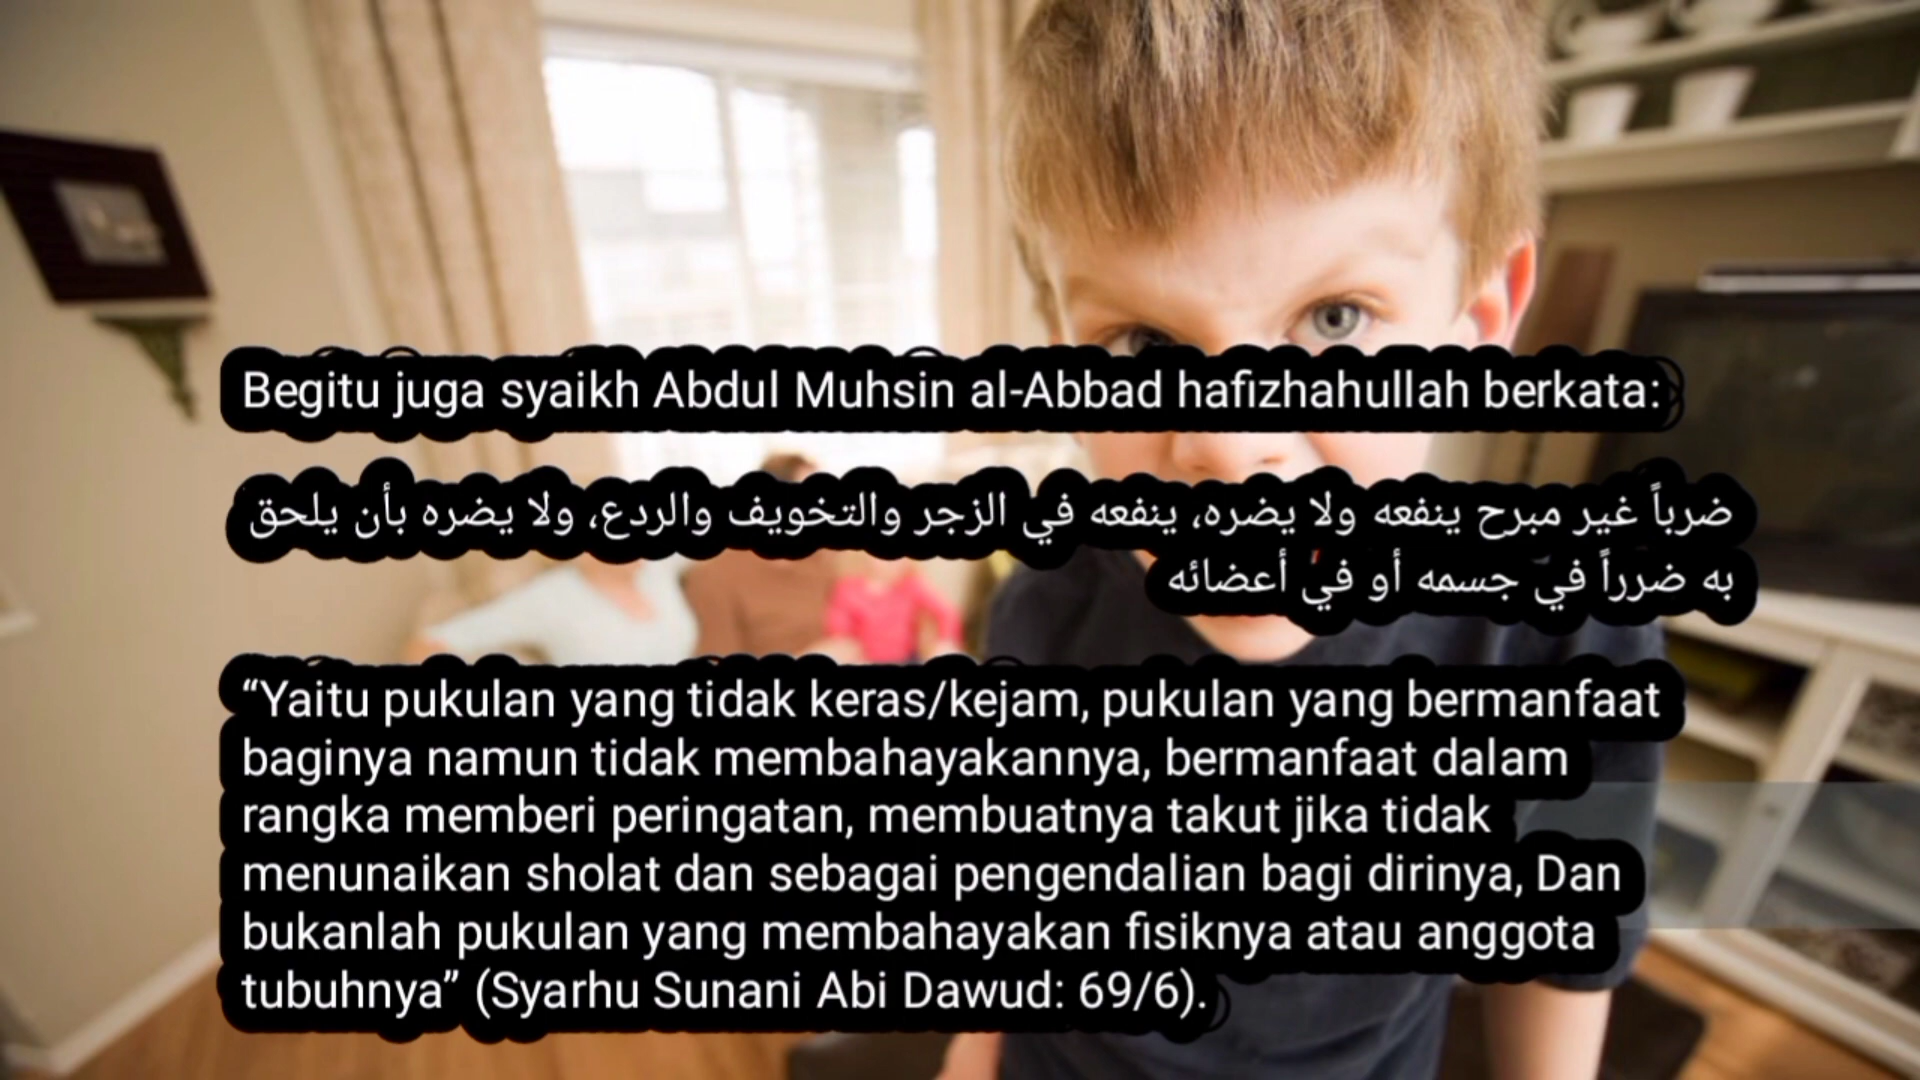 Begitu juga syaikh Abdul Muhsin al-Abbad hafizhahullah berkata:
ضرباً غير مبرح ينفعه ولا يضره، ينفعه في الزجر والتخويف والردع، ولا يضره بأن يلحق
به ضرراً في جسمه أو في أعضائه
“Yaitu pukulan yang tidak keras/kejam, pukulan yang bermanfaat
baginya namun tidak membahayakannya, bermanfaat dalam
rangka memberi peringatan, membuatnya takut jika tidak
menunaikan sholat dan sebagai pengendalian bagi dirinya, Dan
bukanlah pukulan yang membahayakan fisiknya atau anggota
tubuhnya” (Syarhu Sunani Abi Dawud: 69/6).